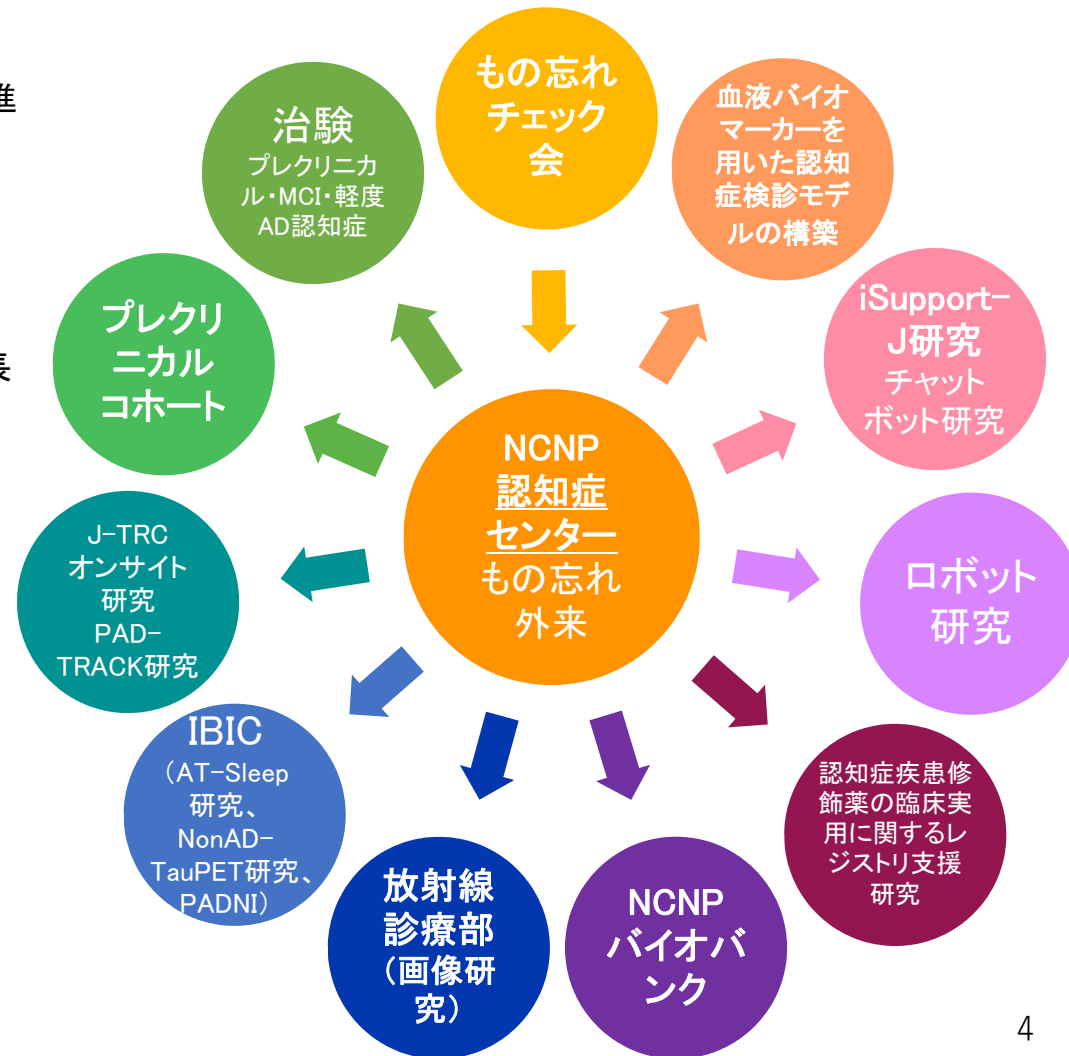 進
長
もの忘れ
チェック
会
血液バイオ
マーカーを
用いた認知
症検診モデ
ルの構築
iSupport-
J研究
チャット
ボット研究
ロボット
研究
認知症疾患修
飾薬の臨床実
用に関するレ
ジストリ支援
研究
NCNP
バイオバ
ンク
放射線
診療部
(画像研
究)
IBIC
(AT-Sleep
研究、
NonAD-
TauPET研究、
PADNI)
J-TRC
オンサイト
研究
PAD-
TRACK研究
プレクリ
ニカル
コホート
治験
プレクリニカ
ル・MCI・軽度
AD認知症
NCNP
認知症
センター
もの忘れ
外来
4